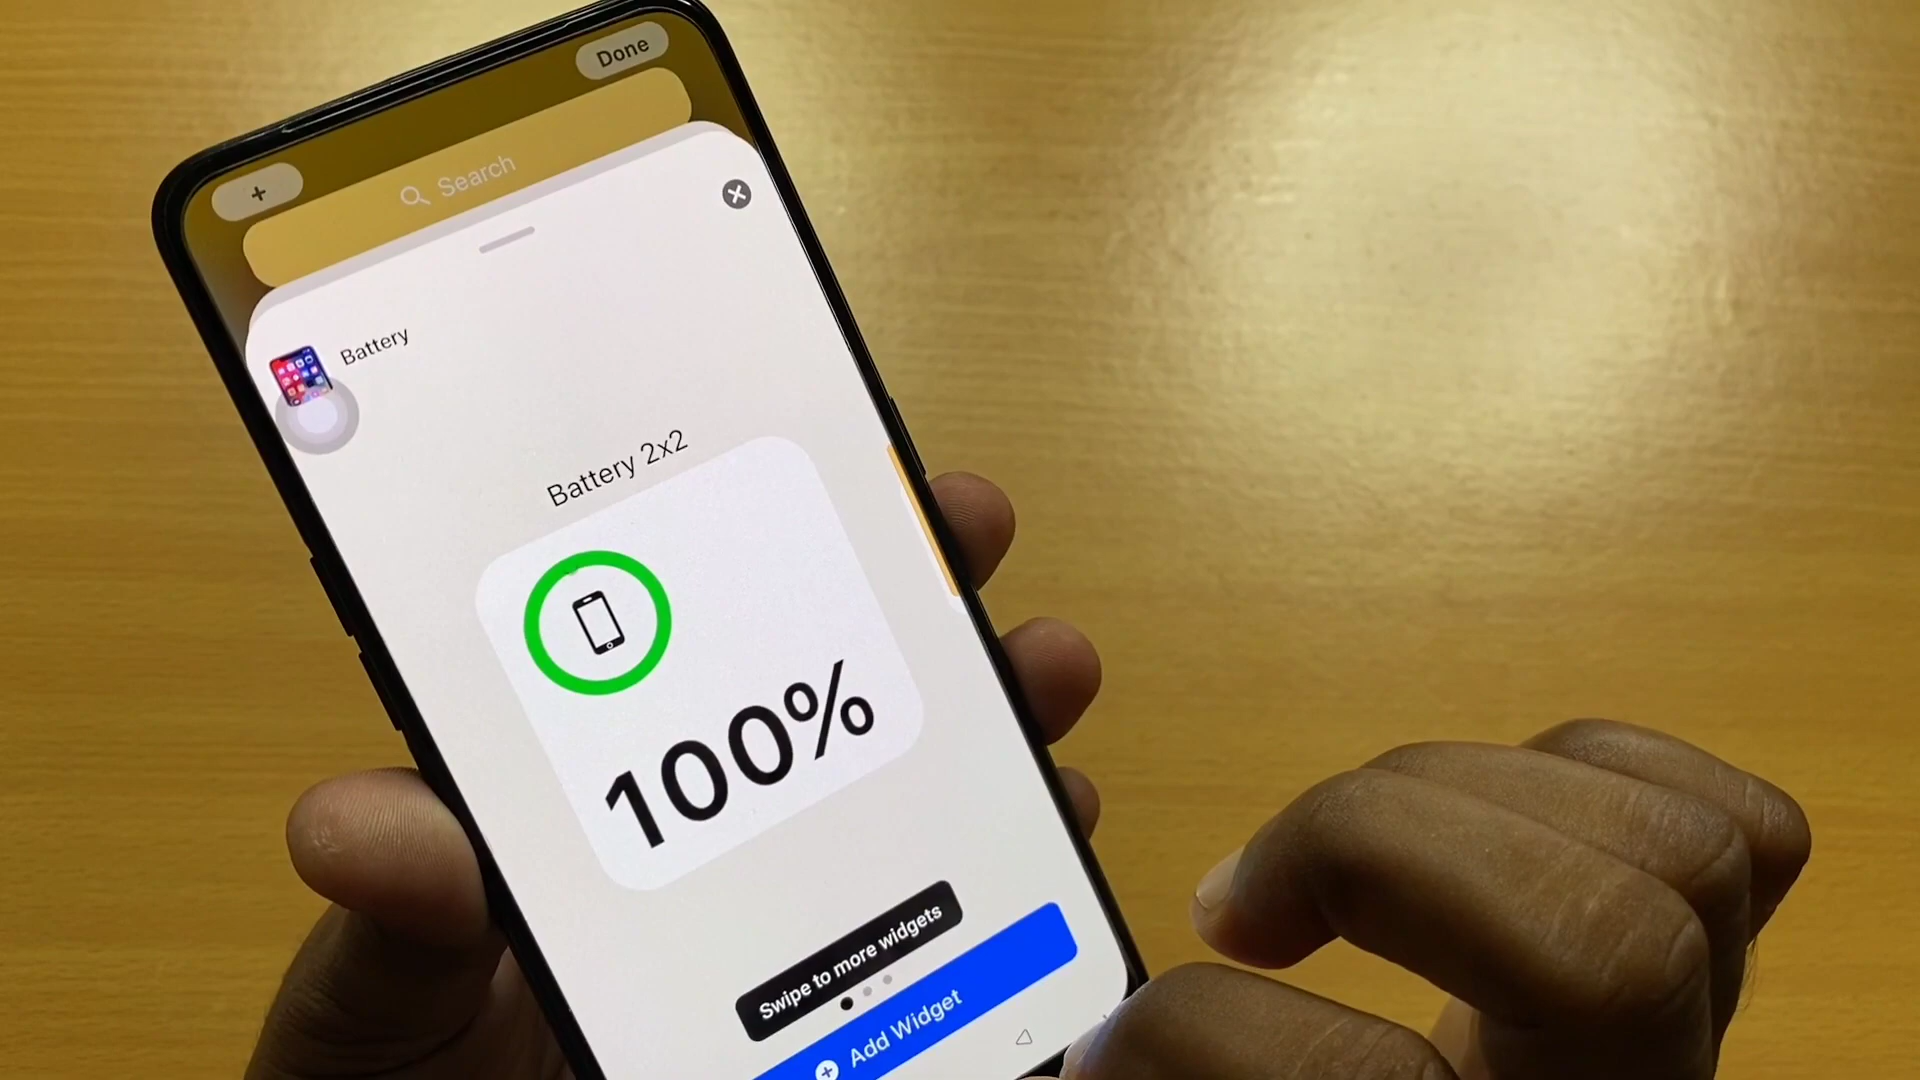 Done
+
Search
Battery
Battery 2x2
100%
Swipe to more widgets
Add Widget